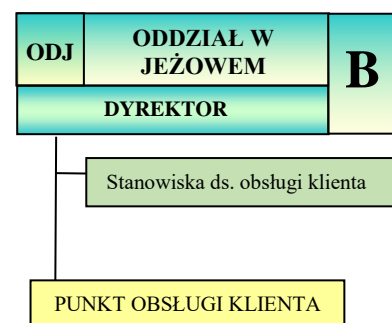 ODJ
ODDZIAŁ W
JEŻOWEM
B
DYREKTOR
Stanowiska ds. obsługi klienta
PUNKT OBSŁUGI KLIENTA